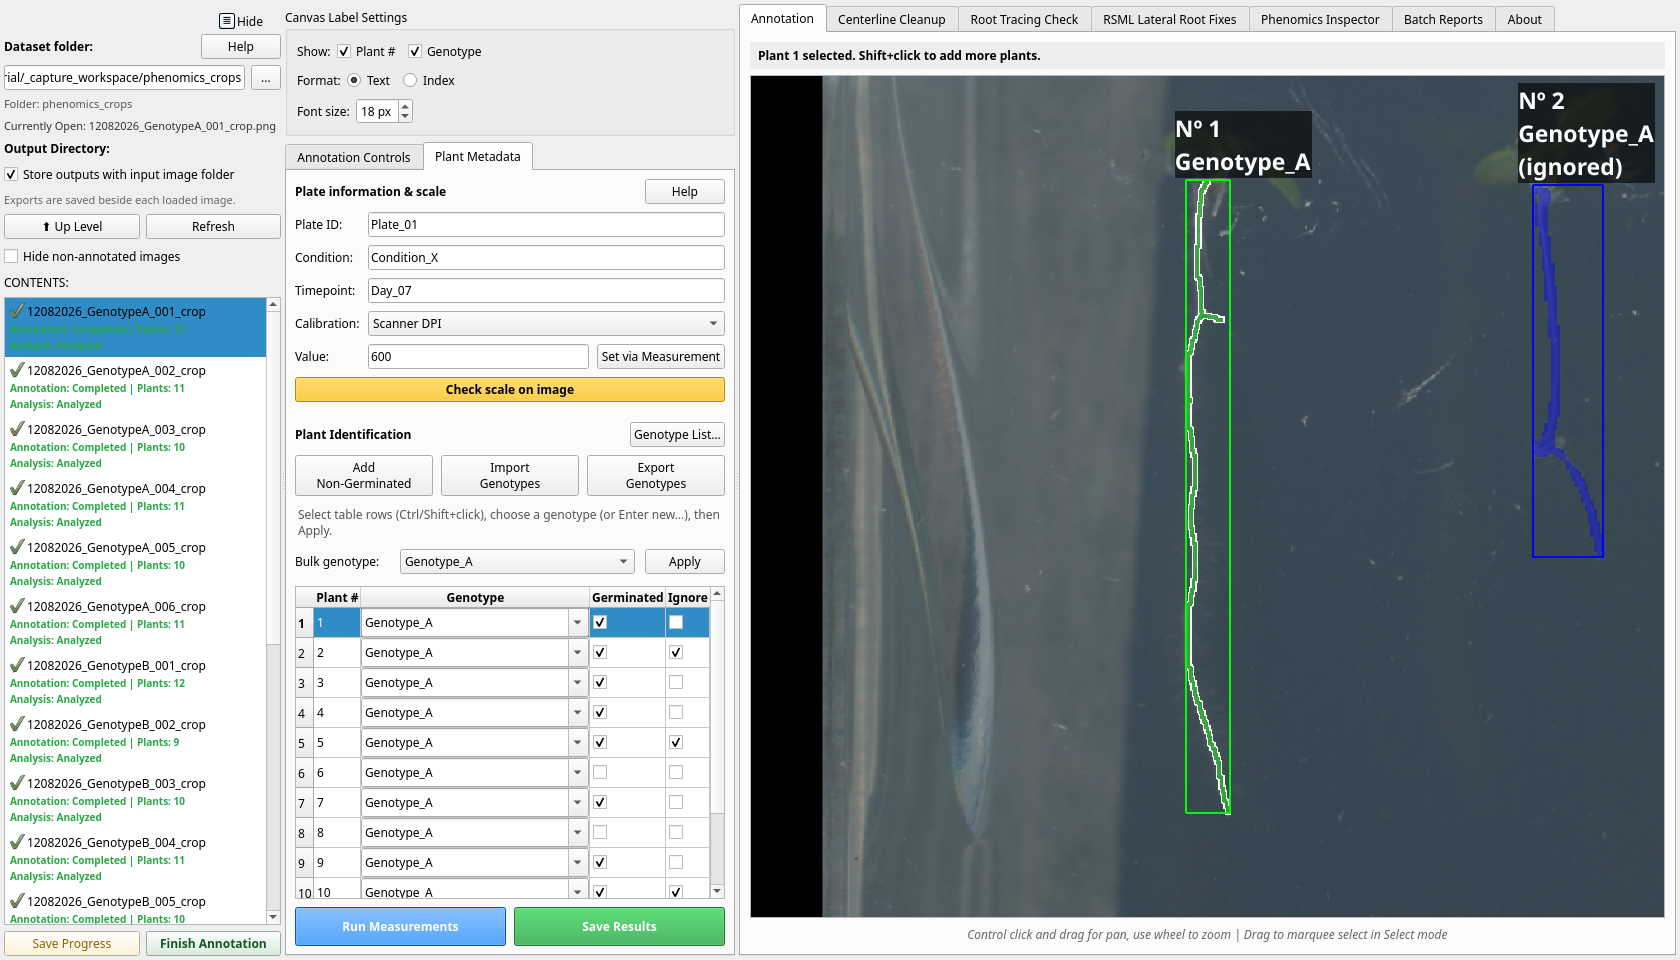 Hide
Dataset folder:
Help
rial/_capture_workspace/phenomics_crops
...
Folder: phenomics_crops
Currently Open: 12082026_GenotypeA_001_crop.png
Output Directory:
Store outputs with input image folder
Exports are saved beside each loaded image.
Up Level
Refresh
Hide non-annotated images
CONTENTS:
12082026_GenotypeA_001_crop
Annotation: Completed | Plants: 12
Analysis: Analyzed
12082026_GenotypeA_002_crop
Annotation: Completed | Plants: 11
Analysis: Analyzed
12082026_GenotypeA_003_crop
Annotation: Completed | Plants: 10
Analysis: Analyzed
12082026_GenotypeA_004_crop
Annotation: Completed | Plants: 11
Analysis: Analyzed
12082026_GenotypeA_005_crop
Annotation: Completed | Plants: 10
Analysis: Analyzed
12082026_GenotypeA_006_crop
Annotation: Completed | Plants: 11
Analysis: Analyzed
12082026_GenotypeB_001_crop
Annotation: Completed | Plants: 12
Analysis: Analyzed
12082026_GenotypeB_002_crop
Annotation: Completed | Plants: 9
Analysis: Analyzed
12082026_GenotypeB_003_crop
Annotation: Completed | Plants: 10
Analysis: Analyzed
12082026_GenotypeB_004_crop
Annotation: Completed | Plants: 11
Analysis: Analyzed
12082026_GenotypeB_005_crop
Annotation: Completed | Plants: 10
Save Progress
Finish Annotation
Canvas Label Settings
Show: Plant # Genotype
Format: Text Index
Font size: 18 px
Annotation Controls
Plant Metadata
Plate information & scale
Help
Plate ID: Plate_01
Condition: Condition_X
Timepoint: Day_07
Calibration: Scanner DPI
Value: 600
Set via Measurement
Check scale on image
Plant Identification
Genotype List...
Add
Non-Germinated
Import
Genotypes
Export
Genotypes
Select table rows (Ctrl/Shift+click), choose a genotype (or Enter new...), then
Apply.
Bulk genotype: Genotype_A
Apply
Plant # Genotype Germinated Ignore
1 1 Genotype_A
2 2 Genotype_A
3 3 Genotype_A
4 4 Genotype_A
5 5 Genotype_A
6 6 Genotype_A
7 7 Genotype_A
8 8 Genotype_A
9 9 Genotype_A
10 10 Genotype_A
Run Measurements
Save Results
Annotation
Centerline Cleanup
Root Tracing Check
RSML Lateral Root Fixes
Phenomics Inspector
Batch Reports
About
Plant 1 selected. Shift+click to add more plants.
Nº 1
Genotype_A
Nº 2
Genotype_A
(ignored)
Control click and drag for pan, use wheel to zoom | Drag to marquee select in Select mode